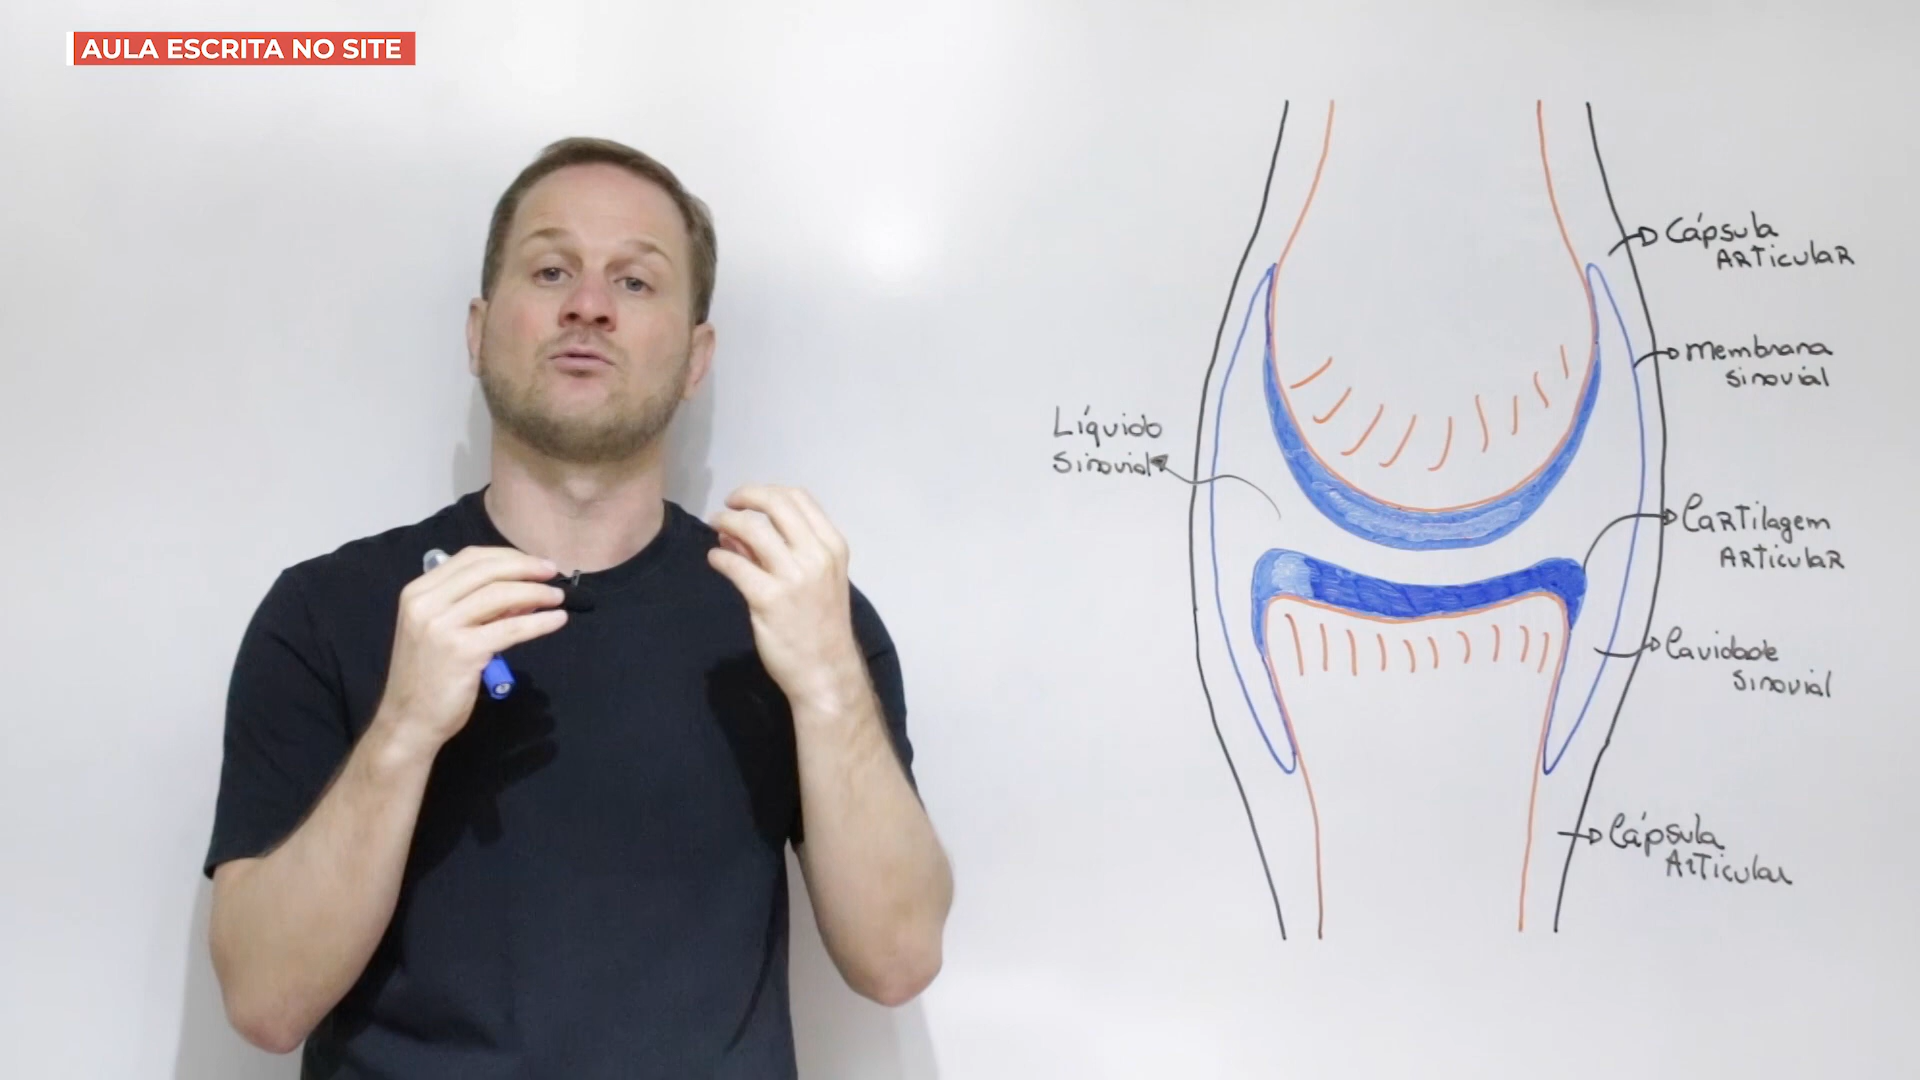 AULA ESCRITA NO SITE
Cápsula
Articular
Membrana
sinovial
Líquido
sinovial
Cartilagem
Articular
Cavidade
sinovial
Cápsula
Articular